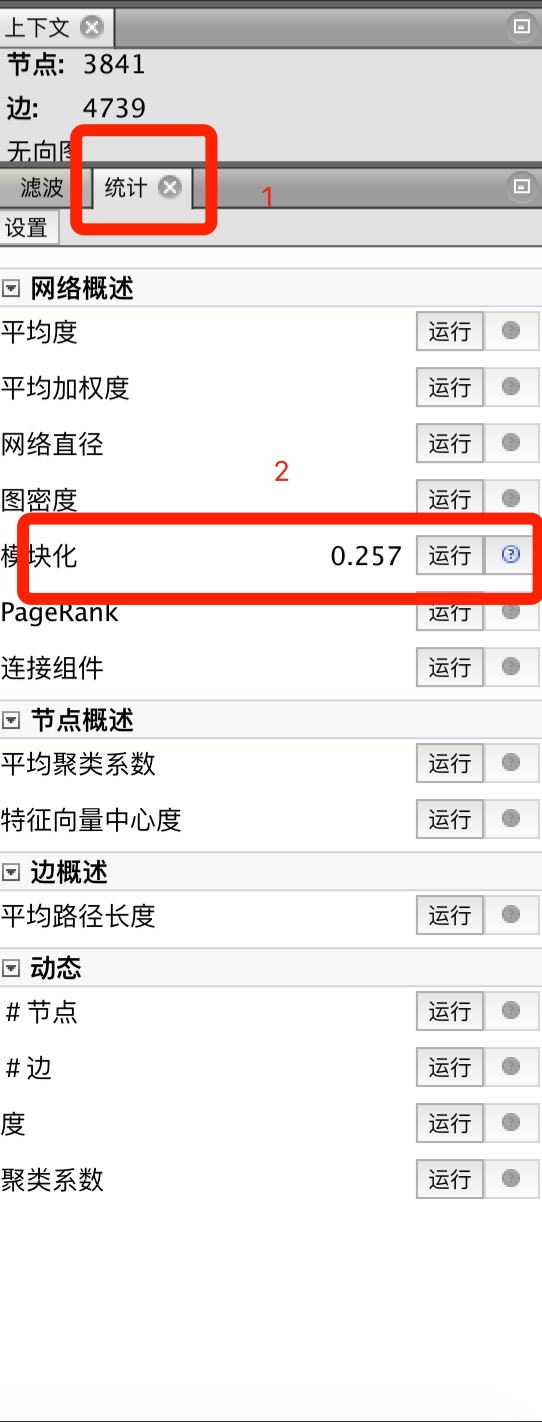 上下文
节点: 3841
边: 4739
无向图
滤波 统计 1
设置
网络概述
平均度 运行
平均加权度 运行
网络直径 运行
2
图密度 运行
模块化 0.257 运行
PageRank 运行
连接组件 运行
节点概述
平均聚类系数 运行
特征向量中心度 运行
边概述
平均路径长度 运行
动态
# 节点 运行
# 边 运行
度 运行
聚类系数 运行